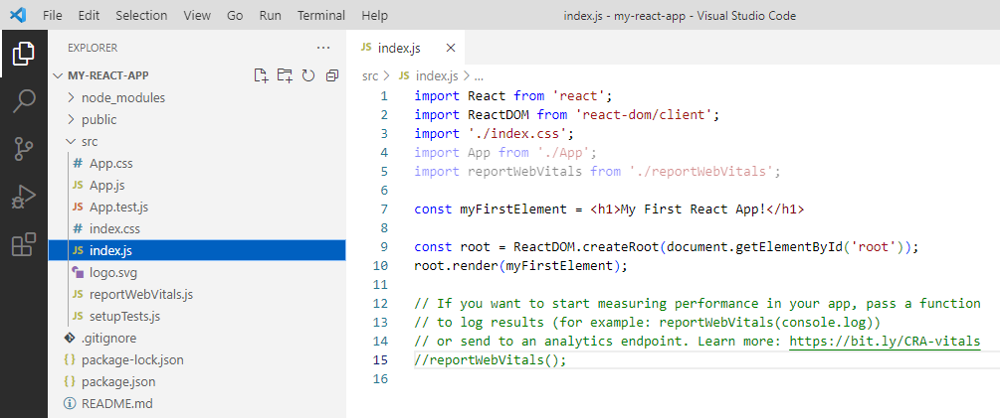 File Edit Selection View Go Run Terminal Help index.js - my-react-app - Visual Studio Code
EXPLORER ...
MY-REACT-APP
node_modules
public
src
# App.css
JS App.js
JS App.test.js
# index.css
JS index.js
logo.svg
JS reportWebVitals.js
JS setupTests.js
.gitignore
{} package-lock.json
{} package.json
README.md
JS index.js
src > JS index.js > ...
1 import React from 'react';
2 import ReactDOM from 'react-dom/client';
3 import './index.css';
4 import App from './App';
5 import reportWebVitals from './reportWebVitals';
6
7 const myFirstElement = <h1>My First React App!</h1>
8
9 const root = ReactDOM.createRoot(document.getElementById('root'));
10 root.render(myFirstElement);
11
12 // If you want to start measuring performance in your app, pass a function
13 // to log results (for example: reportWebVitals(console.log))
14 // or send to an analytics endpoint. Learn more: https://bit.ly/CRA-vitals
15 //reportWebVitals();
16